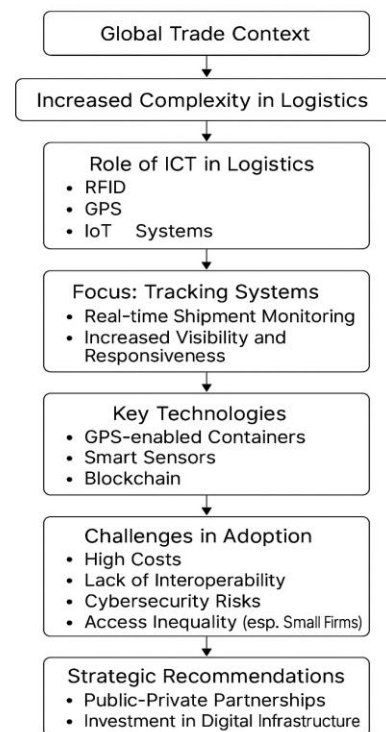 Global Trade Context
Increased Complexity in Logistics
Role of ICT in Logistics
• RFID
• GPS
• IoT Systems
Focus: Tracking Systems
• Real-time Shipment Monitoring
• Increased Visibility and
Responsiveness
Key Technologies
• GPS-enabled Containers
• Smart Sensors
• Blockchain
Challenges in Adoption
• High Costs
• Lack of Interoperability
• Cybersecurity Risks
• Access Inequality (esp. Small Firms)
Strategic Recommendations
• Public-Private Partnerships
• Investment in Digital Infrastructure